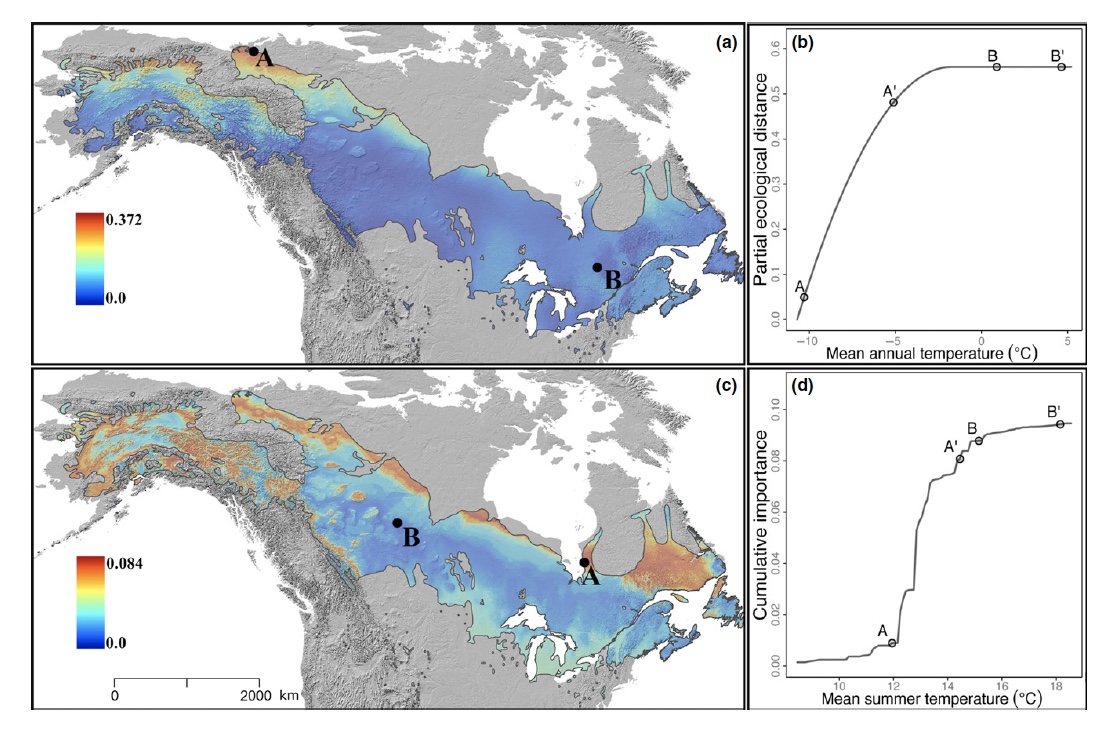 (a)
A
B
0.372
0.0
(b)
Partial ecological distance
0.6
0.5
0.4
0.3
0.2
0.1
0.0
A
A'
B
B'
−10
−5
0
5
Mean annual temperature (°C)
(c)
B
A
0.084
0.0
0
2000 km
(d)
Cumulative importance
0.10
0.08
0.06
0.04
0.02
0.00
A
A'
B
B'
10
12
14
16
18
Mean summer temperature (°C)